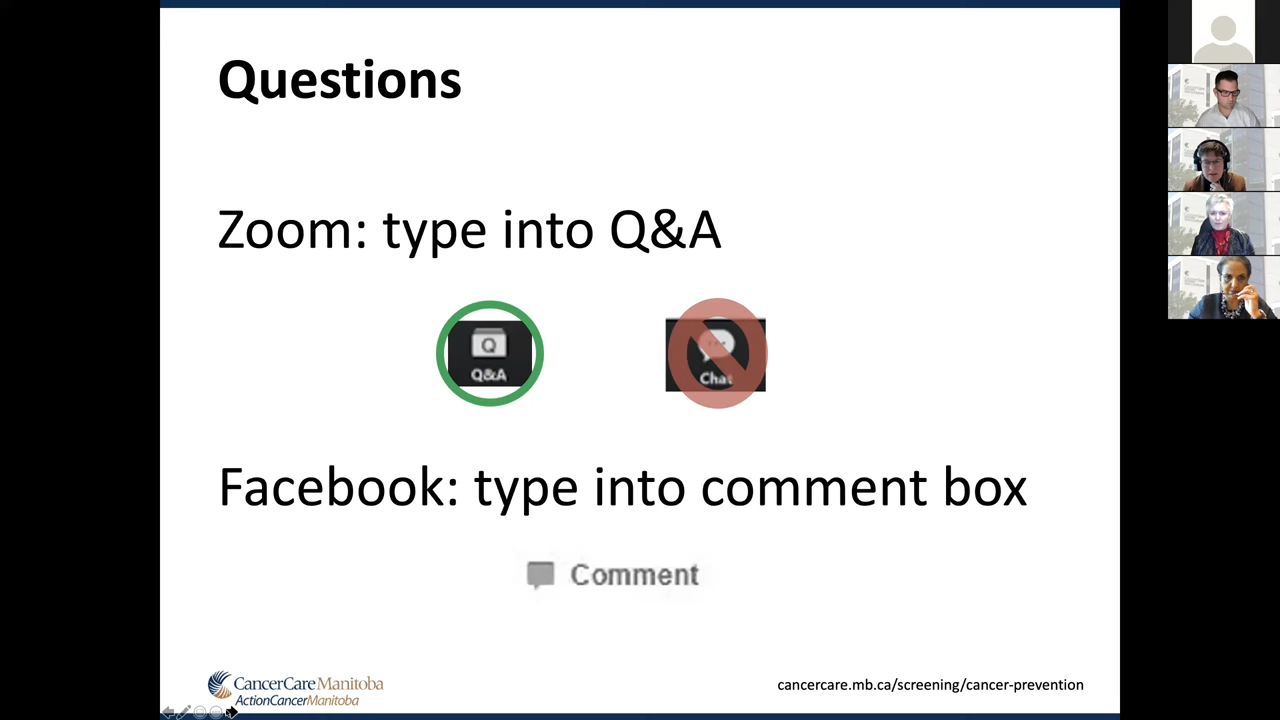 Questions
Zoom: type into Q&A
Q
Q&A
Chat
Facebook: type into comment box
Comment
CancerCare Manitoba
ActionCancerManitoba
cancercare.mb.ca/screening/cancer-prevention